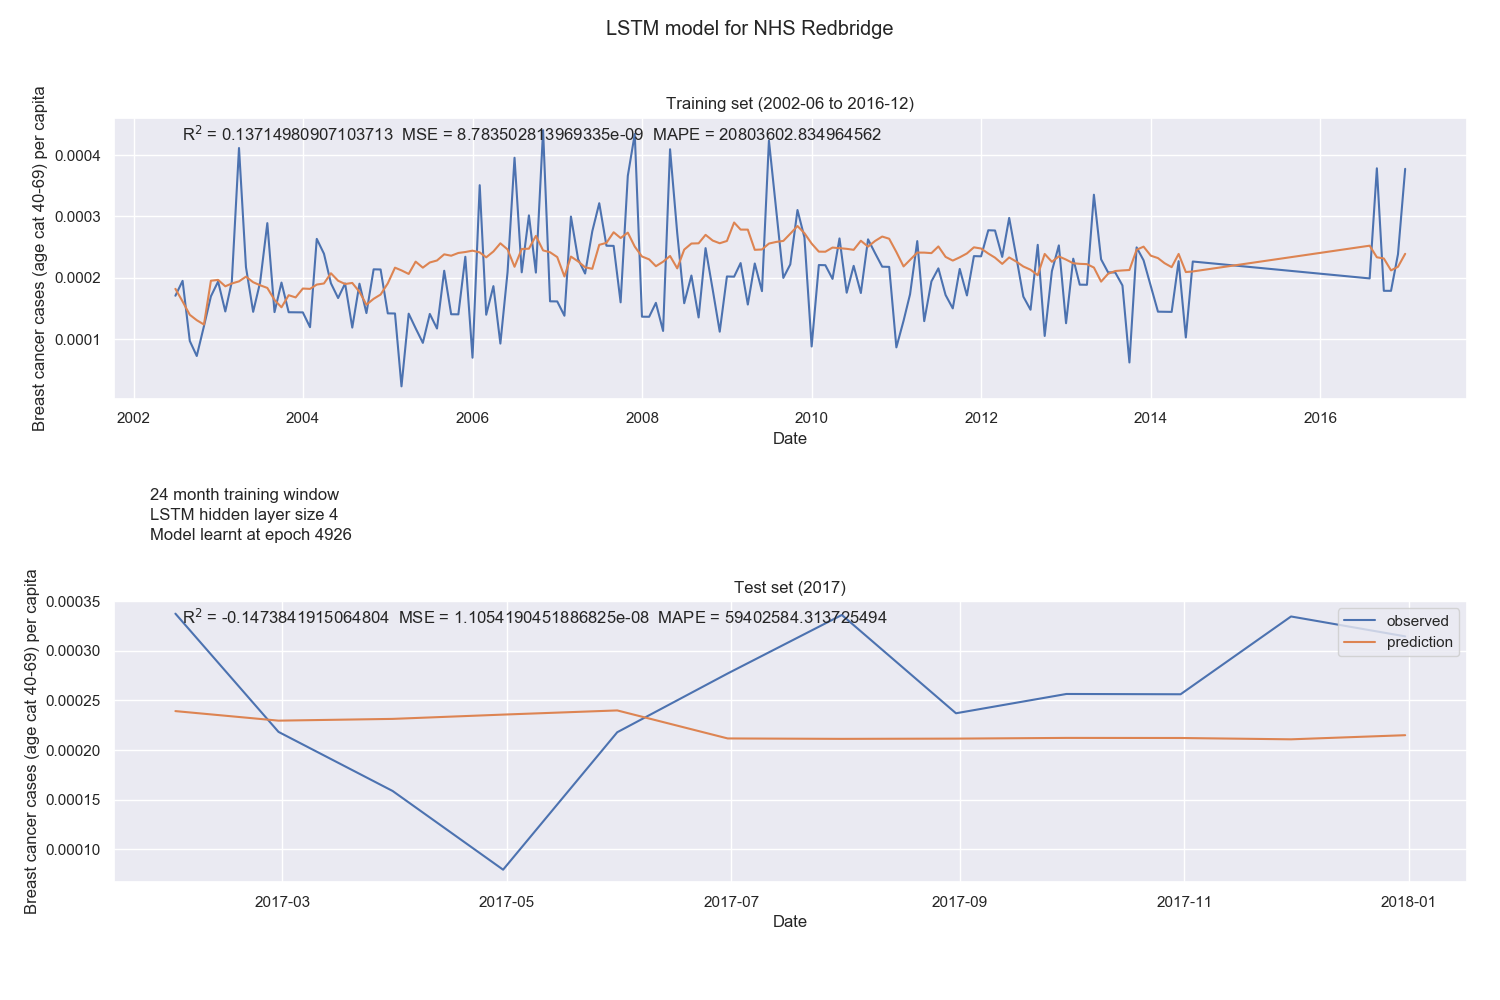 LSTM model for NHS Redbridge
Training set (2002-06 to 2016-12)
R² = 0.13714980907103713 MSE = 8.783502813969335e-09 MAPE = 20803602.834964562
Breast cancer cases (age cat 40-69) per capita
0.0004
0.0003
0.0002
0.0001
2002 2004 2006 2008 2010 2012 2014 2016
Date
24 month training window
LSTM hidden layer size 4
Model learnt at epoch 4926
Test set (2017)
R² = -0.1473841915064804 MSE = 1.1054190451886825e-08 MAPE = 59402584.313725494
observed
prediction
Breast cancer cases (age cat 40-69) per capita
0.00035
0.00030
0.00025
0.00020
0.00015
0.00010
2017-03 2017-05 2017-07 2017-09 2017-11 2018-01
Date